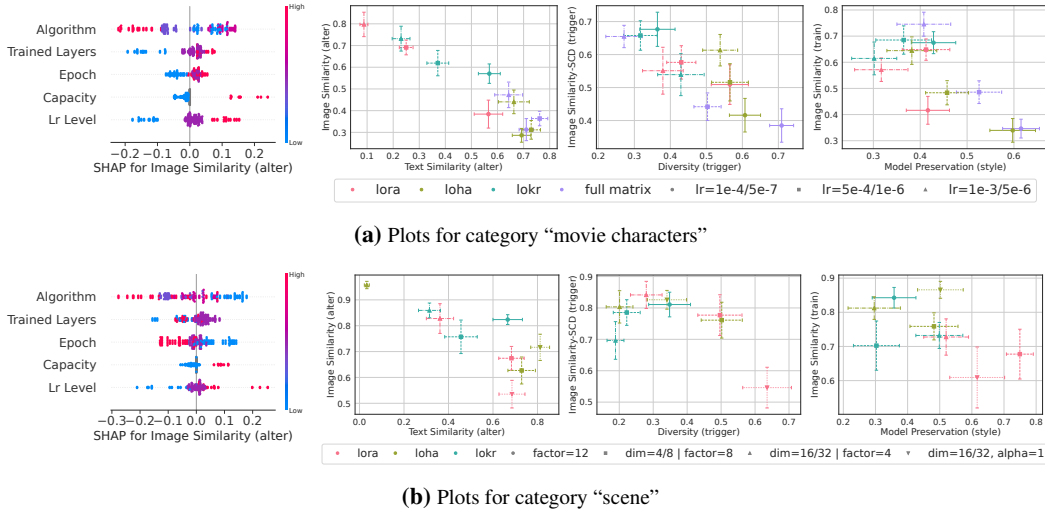 High
Algorithm
Trained Layers
Epoch
Capacity
Lr Level
Low
−0.2 −0.1 0.0 0.1 0.2
SHAP for Image Similarity (alter)
Image Similarity (alter)
0.8
0.7
0.6
0.5
0.4
0.3
0.1 0.2 0.3 0.4 0.5 0.6 0.7 0.8
Text Similarity (alter)
Image Similarity-SCD (trigger)
0.7
0.6
0.5
0.4
0.2 0.3 0.4 0.5 0.6 0.7
Diversity (trigger)
Image Similarity (train)
0.8
0.7
0.6
0.5
0.4
0.3
0.3 0.4 0.5 0.6
Model Preservation (style)
lora loha lokr full matrix lr=1e-4/5e-7 lr=5e-4/1e-6 lr=1e-3/5e-6
(a) Plots for category “movie characters”
High
Algorithm
Trained Layers
Epoch
Capacity
Lr Level
Low
−0.3 −0.2 −0.1 0.0 0.1 0.2
SHAP for Image Similarity (alter)
Image Similarity (alter)
0.9
0.8
0.7
0.6
0.5
0.0 0.2 0.4 0.6 0.8
Text Similarity (alter)
Image Similarity-SCD (trigger)
0.9
0.8
0.7
0.6
0.5
0.2 0.3 0.4 0.5 0.6 0.7
Diversity (trigger)
Image Similarity (train)
0.9
0.8
0.7
0.6
0.2 0.3 0.4 0.5 0.6 0.7 0.8
Model Preservation (style)
lora loha lokr factor=12 dim=4/8 | factor=8 dim=16/32 | factor=4 dim=16/32, alpha=1
(b) Plots for category “scene”